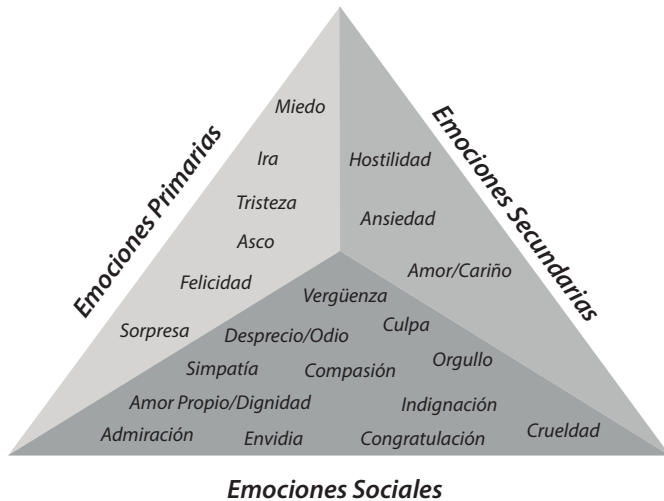 Emociones Primarias
Miedo
Ira
Tristeza
Asco
Felicidad
Sorpresa
Emociones Secundarias
Hostilidad
Ansiedad
Amor/Cariño
Vergüenza
Culpa
Desprecio/Odio
Orgullo
Simpatía
Compasión
Amor Propio/Dignidad
Indignación
Admiración
Envidia
Congratulación
Crueldad
Emociones Sociales